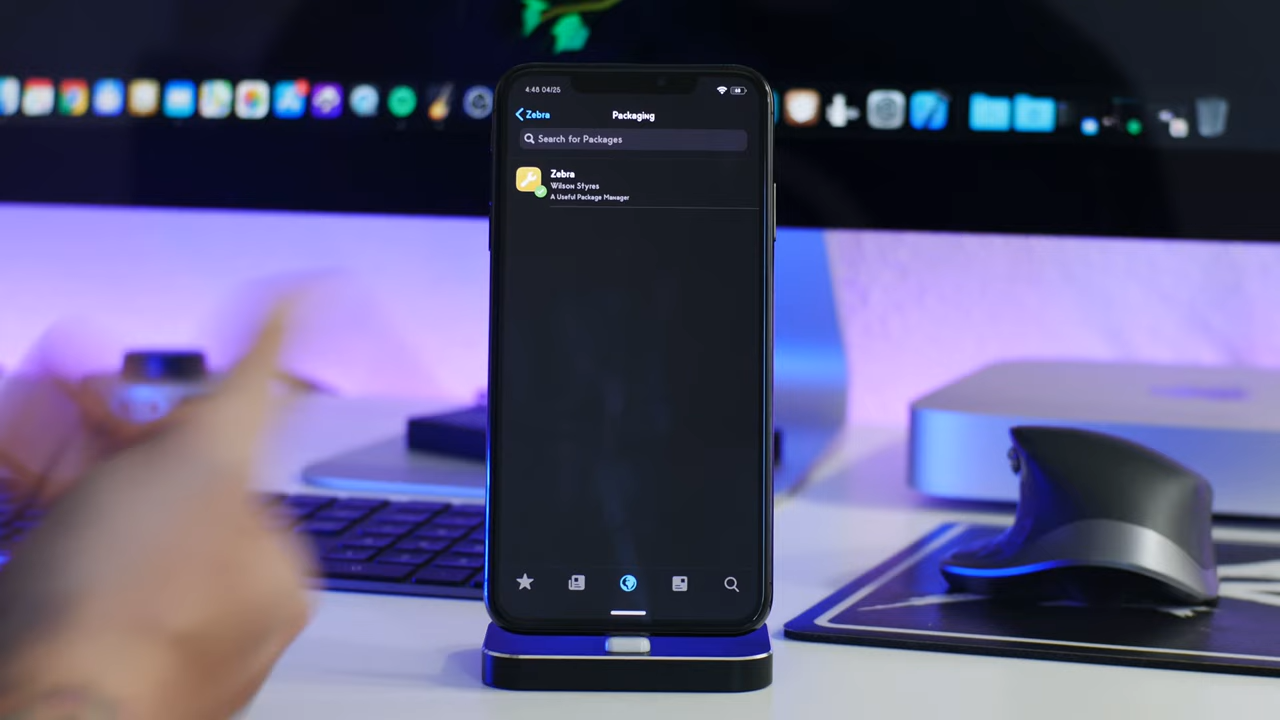 4:48 04/25
Zebra
Packaging
Search for Packages
Zebra
Wilson Styres
A Useful Package Manager